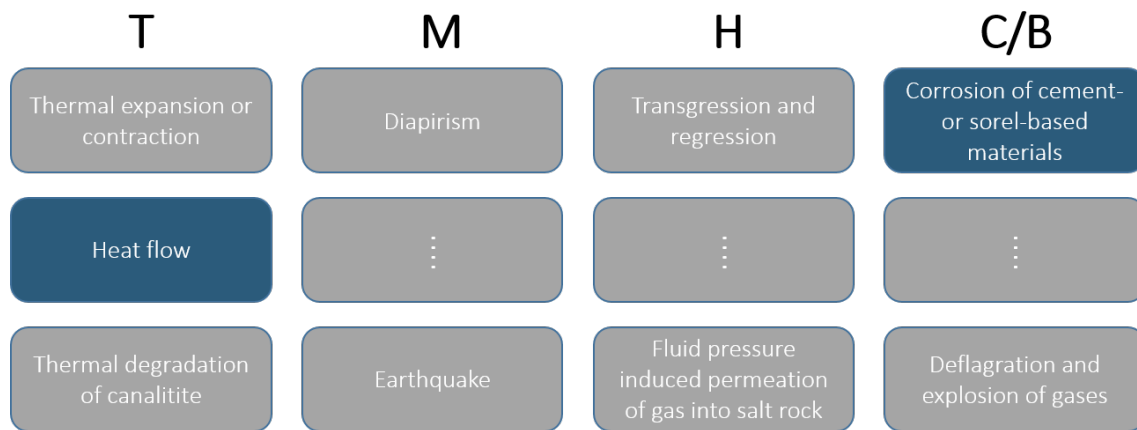 T
M
H
C/B
Thermal expansion or
contraction
Diapirism
Transgression and
regression
Corrosion of cement-
or sorel-based
materials
Heat flow
⋮
⋮
⋮
Thermal degradation
of canalitite
Earthquake
Fluid pressure
induced permeation
of gas into salt rock
Deflagration and
explosion of gases